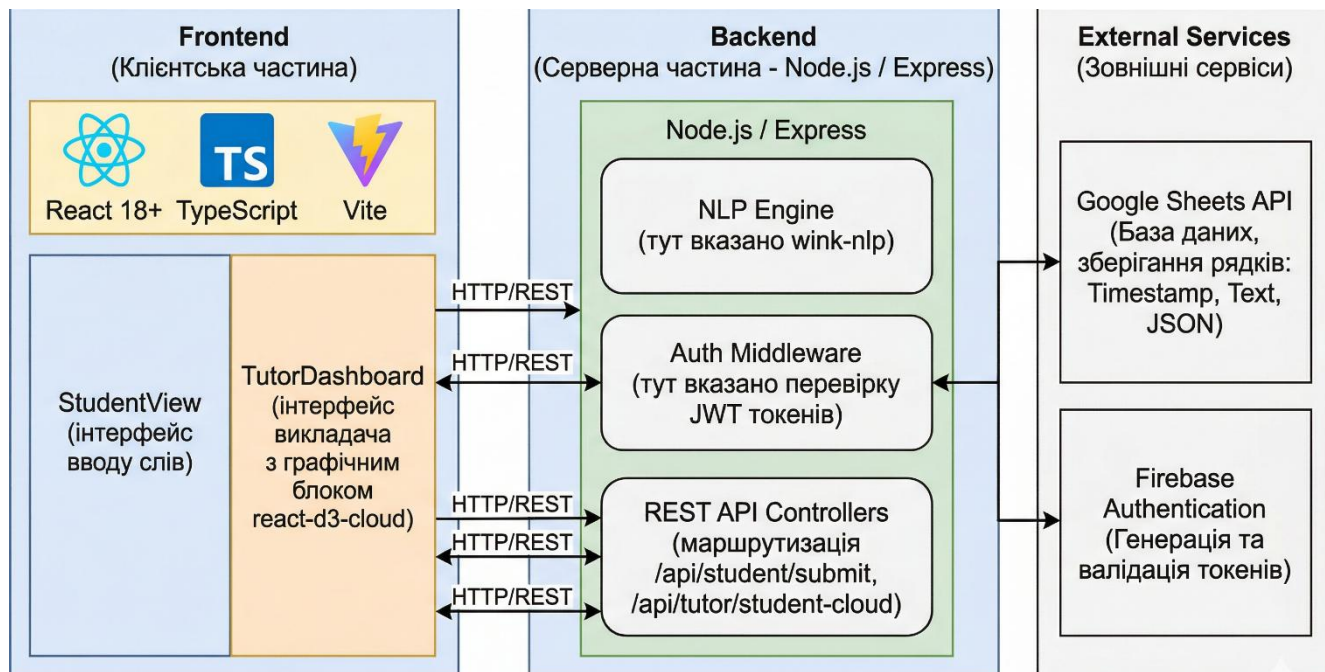 Frontend
(Клієнтська частина)
TS
React 18+ TypeScript Vite
StudentView
(інтерфейс
вводу слів)
TutorDashboard
(інтерфейс
викладача
з графічним
блоком
react-d3-cloud)
HTTP/REST
HTTP/REST
HTTP/REST
HTTP/REST
HTTP/REST
Backend
(Серверна частина - Node.js / Express)
Node.js / Express
NLP Engine
(тут вказано wink-nlp)
Auth Middleware
(тут вказано перевірку
JWT токенів)
REST API Controllers
(маршрутизація
/api/student/submit,
/api/tutor/student-cloud)
External Services
(Зовнішні сервіси)
Google Sheets API
(База даних,
зберігання рядків:
Timestamp, Text,
JSON)
Firebase
Authentication
(Генерація та
валідація токенів)